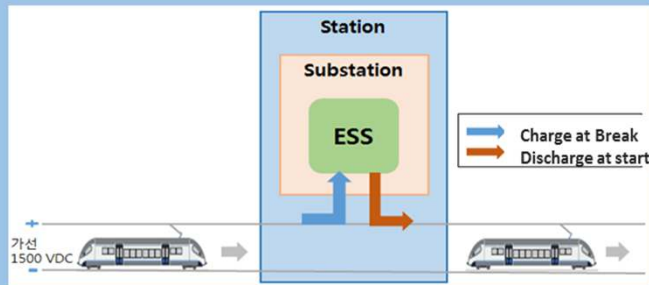 Station
Substation
ESS
Charge at Break
Discharge at start
가선
1500 VDC